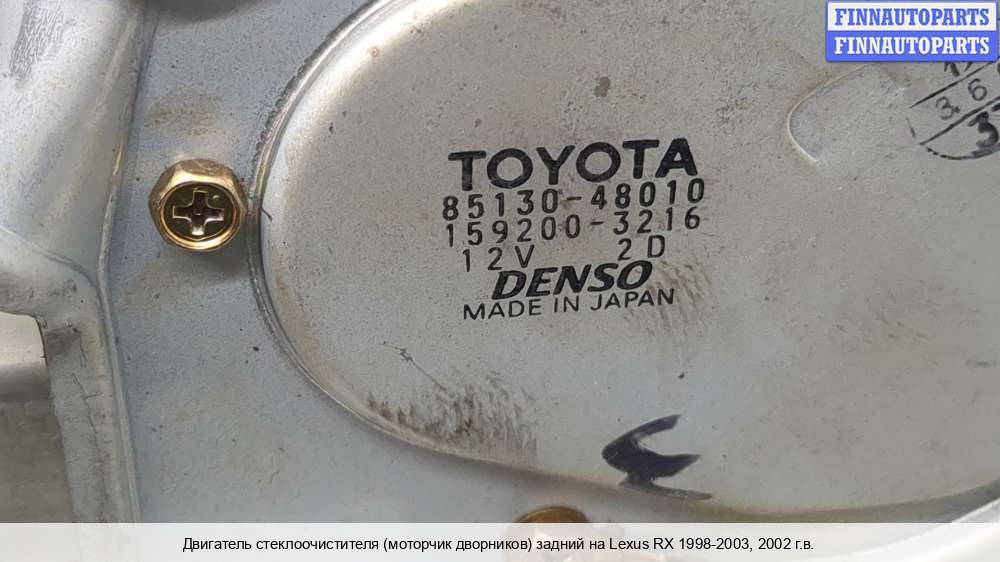 FINNAUTOPARTS
FINNAUTOPARTS
TOYOTA
85130-48010
159200-3216
12V 2D
DENSO
MADE IN JAPAN
Двигатель стеклоочистителя (моторчик дворников) задний на Lexus RX 1998-2003, 2002 г.в.